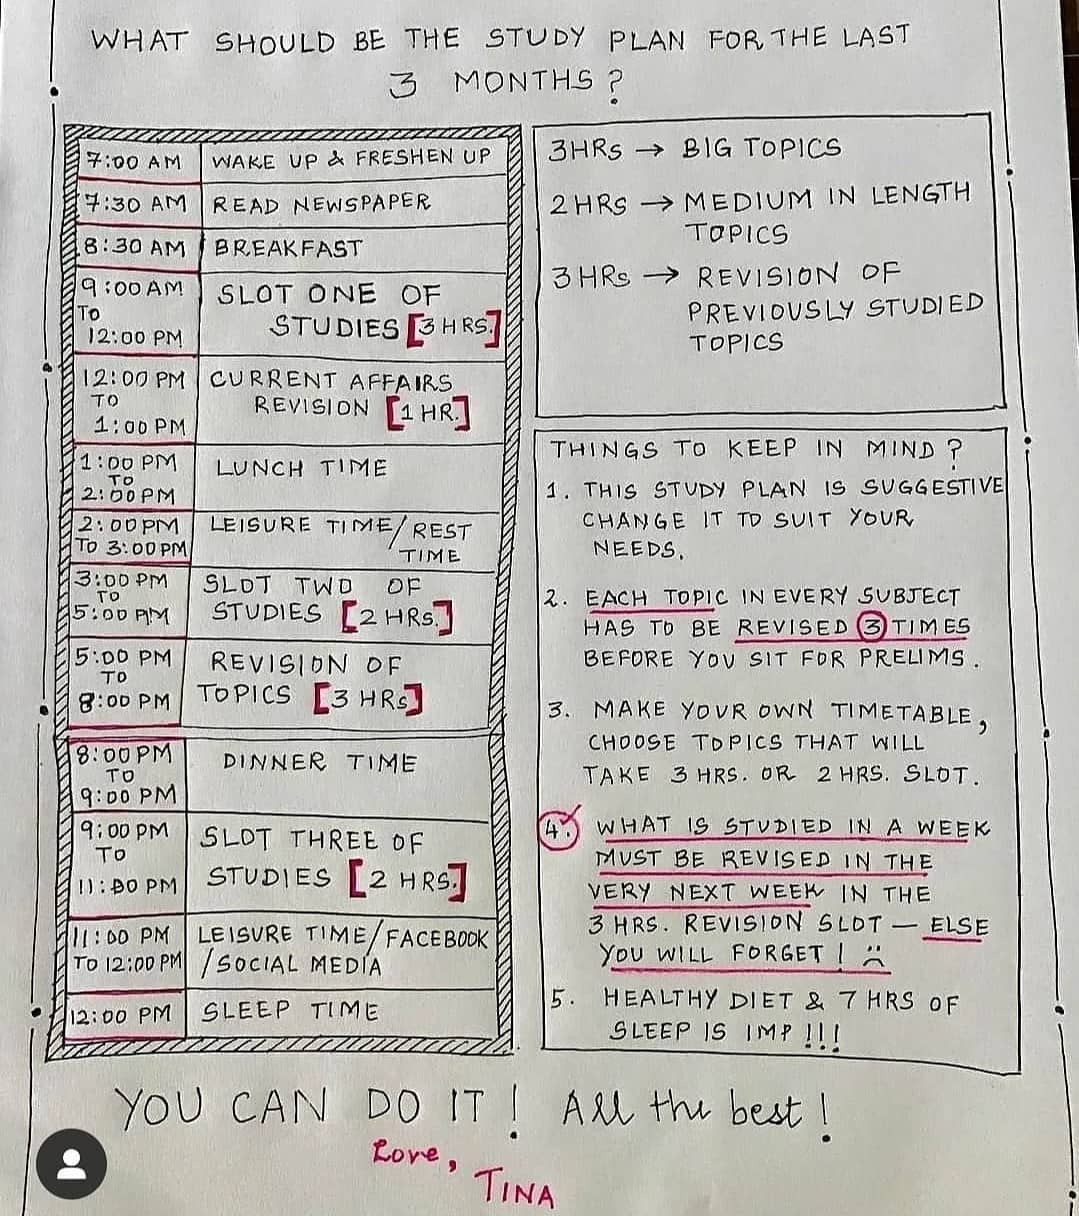 WHAT SHOULD BE THE STUDY PLAN FOR THE LAST
3 MONTHS?
7:00 AM WAKE UP & FRESHEN UP
7:30 AM READ NEWSPAPER
8:30 AM BREAKFAST
9:00 AM
TO
12:00 PM
SLOT ONE OF
STUDIES [3 HRS.]
12:00 PM
TO
1:00 PM
CURRENT AFFAIRS
REVISION [1 HR.]
1:00 PM
TO
2:00 PM
LUNCH TIME
2:00 PM
TO 3:00 PM
LEISURE TIME/REST
TIME
3:00 PM
TO
5:00 PM
SLOT TWO OF
STUDIES [2 HRS.]
5:00 PM
TO
8:00 PM
REVISION OF
TOPICS [3 HRS]
8:00 PM
TO
9:00 PM
DINNER TIME
9:00 PM
TO
11:00 PM
SLOT THREE OF
STUDIES [2 HRS.]
11:00 PM
TO 12:00 PM
LEISURE TIME/FACEBOOK
/SOCIAL MEDIA
12:00 PM SLEEP TIME
3HRS → BIG TOPICS
2HRS → MEDIUM IN LENGTH
TOPICS
3HRS → REVISION OF
PREVIOUSLY STUDIED
TOPICS
THINGS TO KEEP IN MIND?
1. THIS STUDY PLAN IS SUGGESTIVE
CHANGE IT TO SUIT YOUR
NEEDS.
2. EACH TOPIC IN EVERY SUBJECT
HAS TO BE REVISED 3 TIMES
BEFORE YOU SIT FOR PRELIMS.
3. MAKE YOUR OWN TIMETABLE,
CHOOSE TOPICS THAT WILL
TAKE 3 HRS. OR 2 HRS. SLOT.
4. WHAT IS STUDIED IN A WEEK
MUST BE REVISED IN THE
VERY NEXT WEEK IN THE
3 HRS. REVISION SLOT — ELSE
YOU WILL FORGET!
5. HEALTHY DIET & 7 HRS OF
SLEEP IS IMP!!!
YOU CAN DO IT! All the best!
Love,
TINA